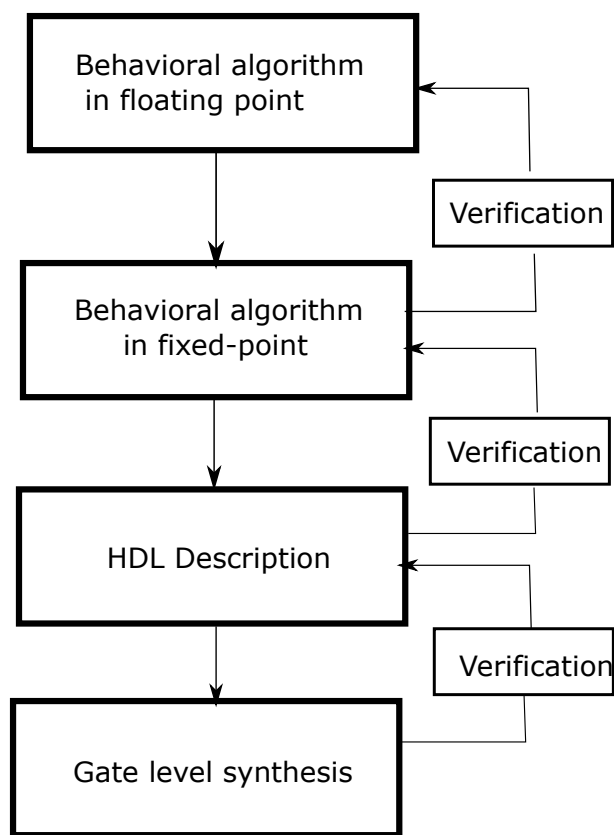 Behavioral algorithm
in floating point
Verification
Behavioral algorithm
in fixed-point
Verification
HDL Description
Verification
Gate level synthesis